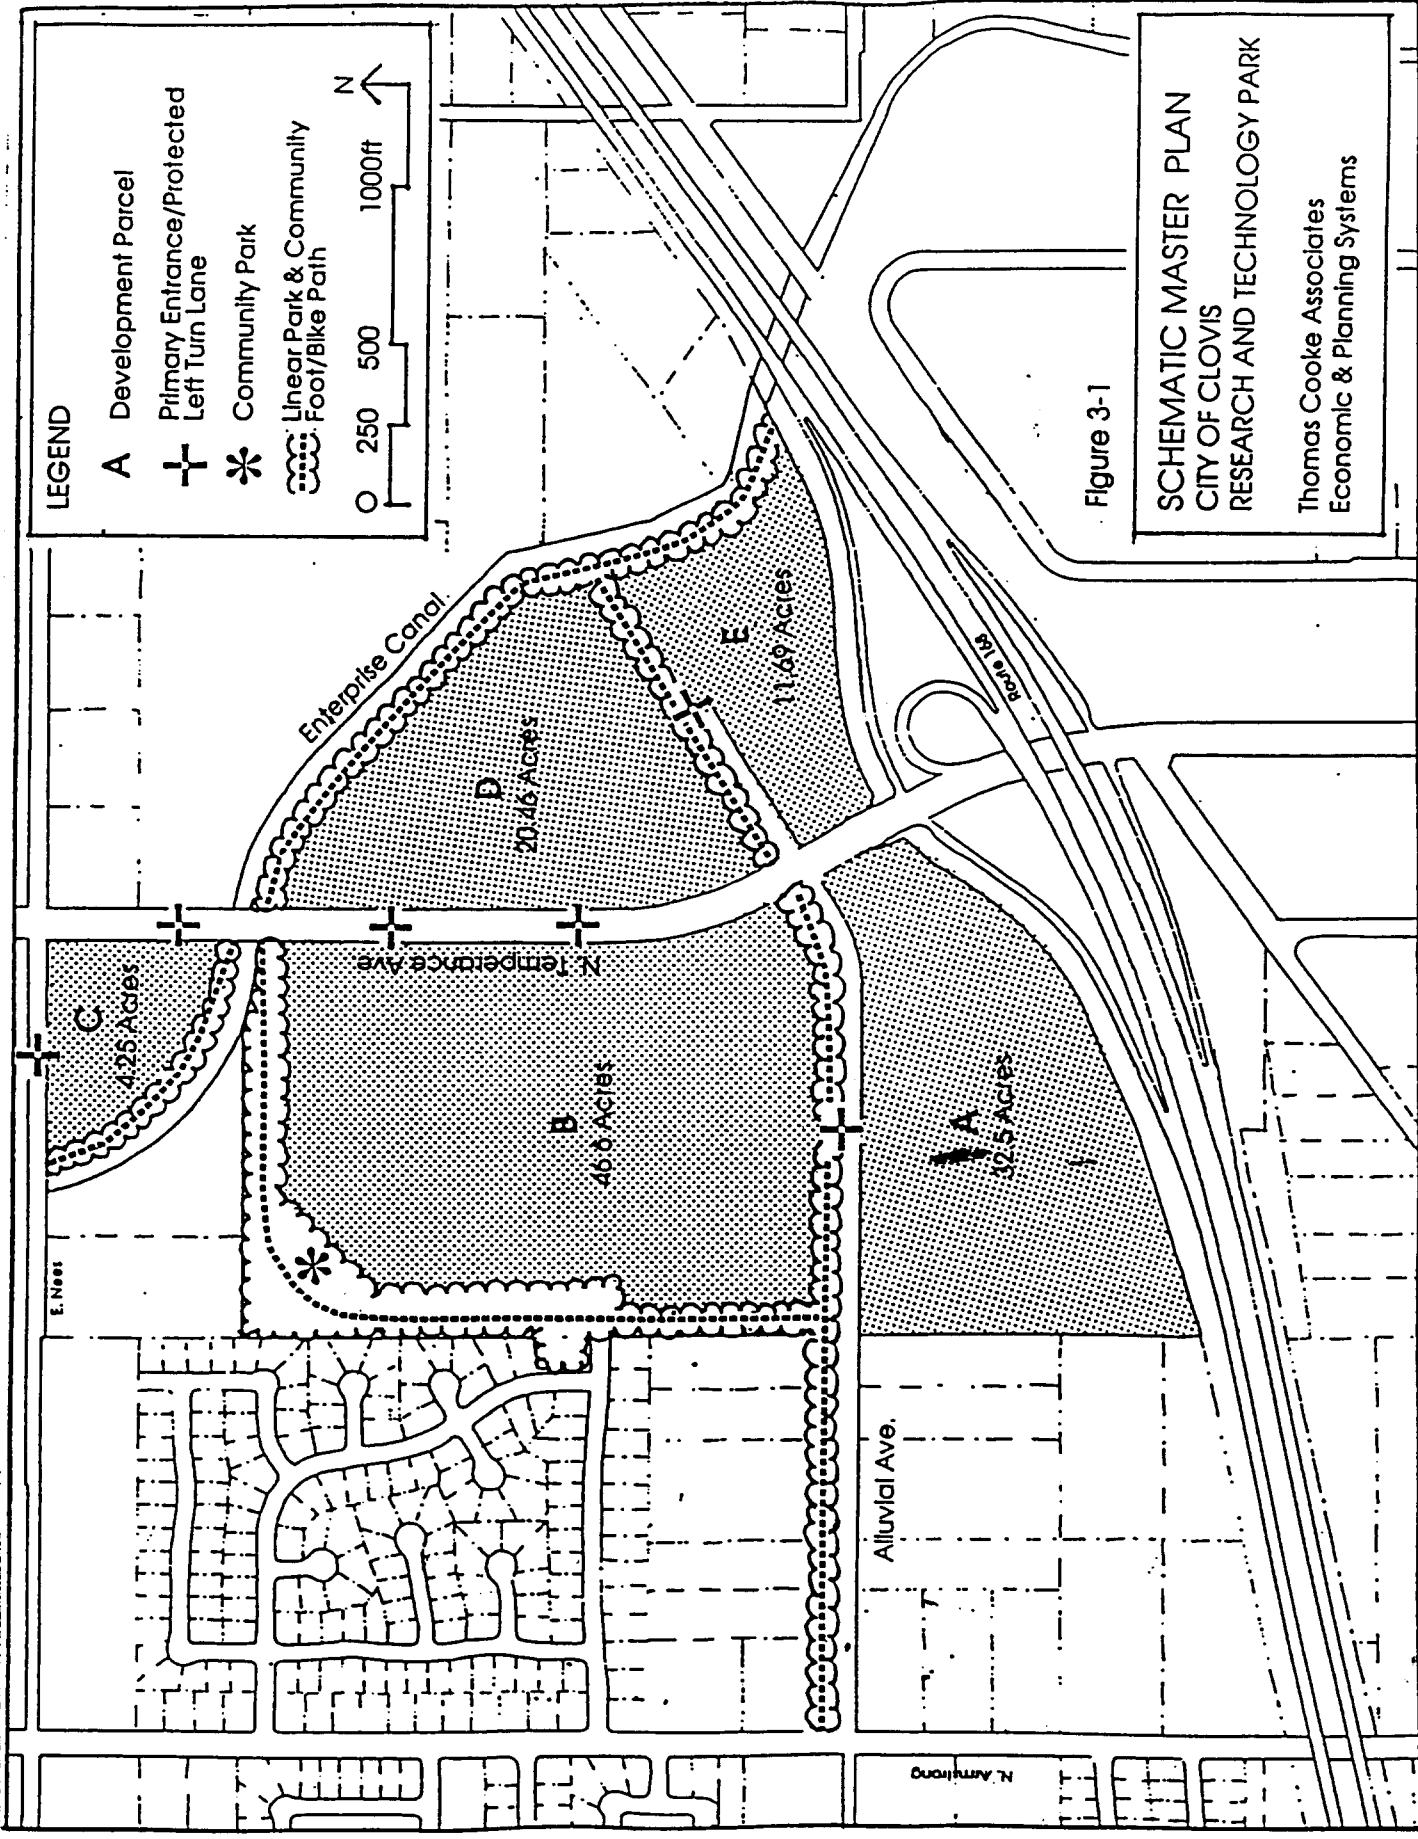 LEGEND
A Development Parcel
Primary Entrance/Protected
Left Turn Lane
Community Park
Linear Park & Community
Foot/Bike Path
0 250 500 1000ft
N
E. Nees
Enterprise Canal
C
4.25 Acres
N. Temperance Ave
D
20.46 Acres
B
46.6 Acres
E
11.69 Acres
A
32.5 Acres
Alluvial Ave.
Route 168
N. Armstrong
Figure 3-1
SCHEMATIC MASTER PLAN
CITY OF CLOVIS
RESEARCH AND TECHNOLOGY PARK
Thomas Cooke Associates
Economic & Planning Systems